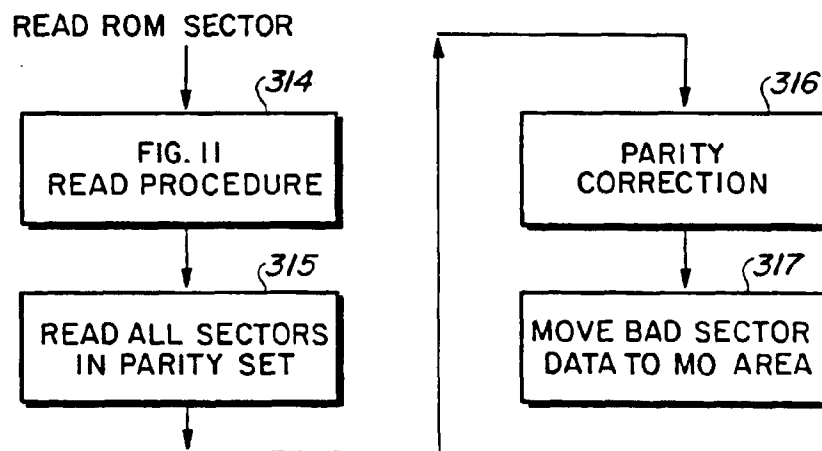 READ ROM SECTOR
314
FIG. 11
READ PROCEDURE
315
READ ALL SECTORS
IN PARITY SET
316
PARITY
CORRECTION
317
MOVE BAD SECTOR
DATA TO MO AREA